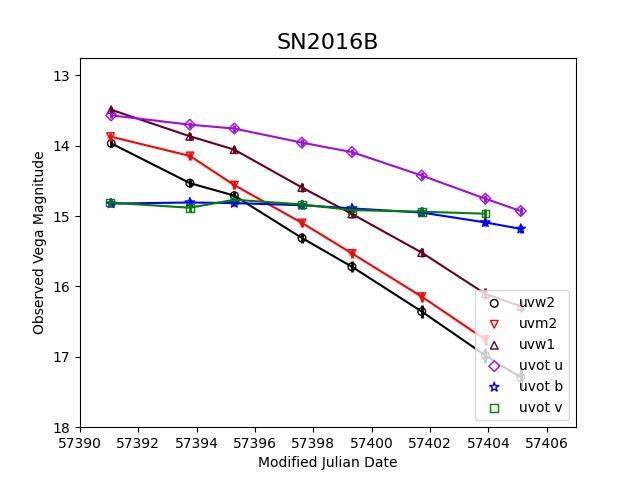 SN2016B
13
14
15
16
17
18
Observed Vega Magnitude
57390 57392 57394 57396 57398 57400 57402 57404 57406
Modified Julian Date
uvw2
uvm2
uvw1
uvot u
uvot b
uvot v